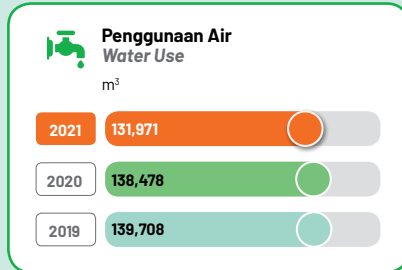 Penggunaan Air
Water Use
m³
2021 131,971
2020 138,478
2019 139,708